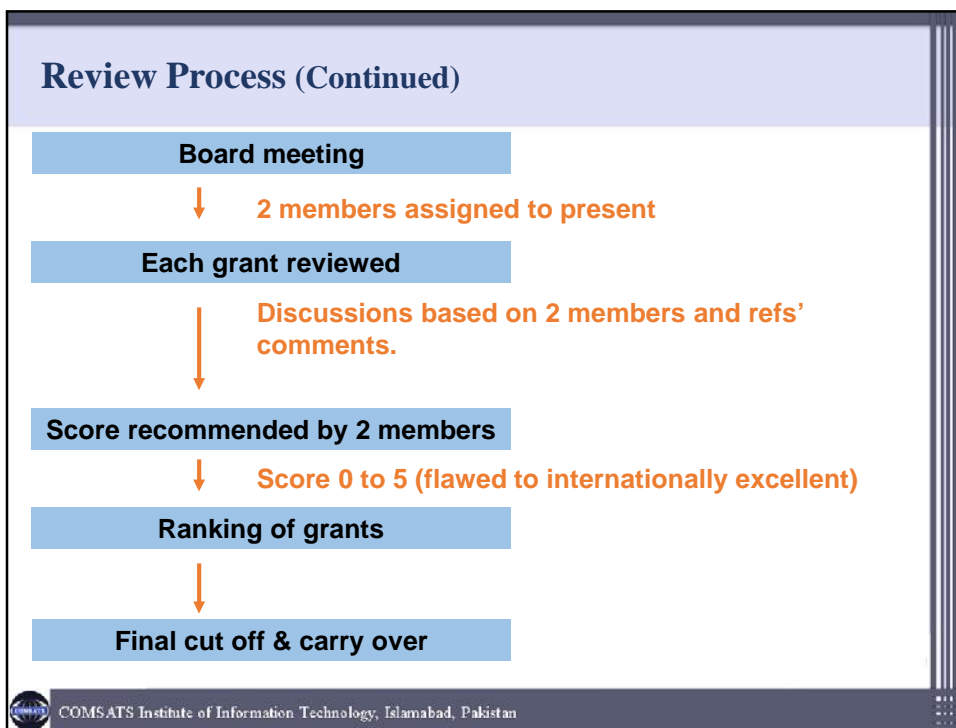 Review Process (Continued)
Board meeting
2 members assigned to present
Each grant reviewed
Discussions based on 2 members and refs’
comments.
Score recommended by 2 members
Score 0 to 5 (flawed to internationally excellent)
Ranking of grants
Final cut off & carry over
COMSATS
COMSATS Institute of Information Technology, Islamabad, Pakistan